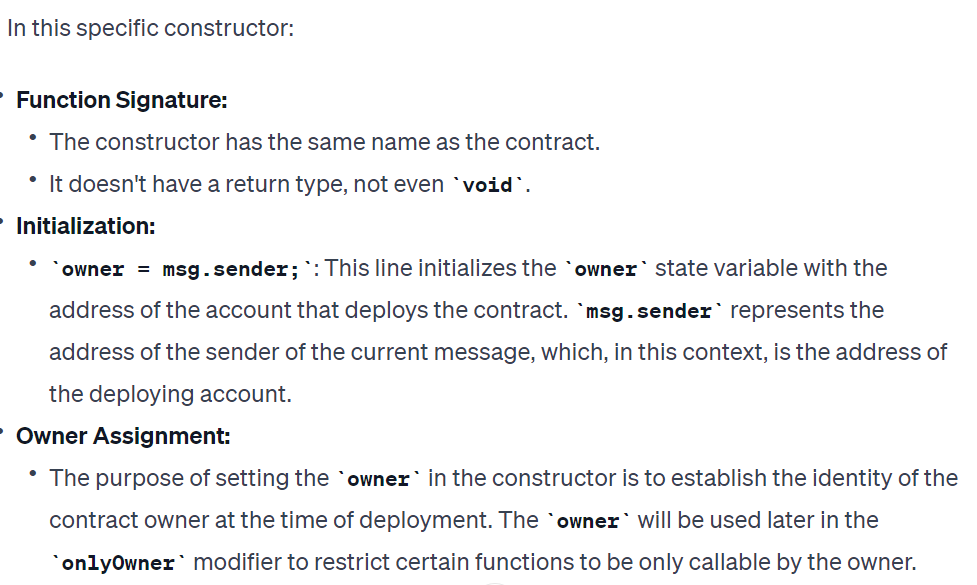 In this specific constructor:
• Function Signature:
• The constructor has the same name as the contract.
• It doesn't have a return type, not even `void`.
• Initialization:
• `owner = msg.sender;`: This line initializes the `owner` state variable with the
address of the account that deploys the contract. `msg.sender` represents the
address of the sender of the current message, which, in this context, is the address of
the deploying account.
• Owner Assignment:
• The purpose of setting the `owner` in the constructor is to establish the identity of the
contract owner at the time of deployment. The `owner` will be used later in the
`onlyOwner` modifier to restrict certain functions to be only callable by the owner.